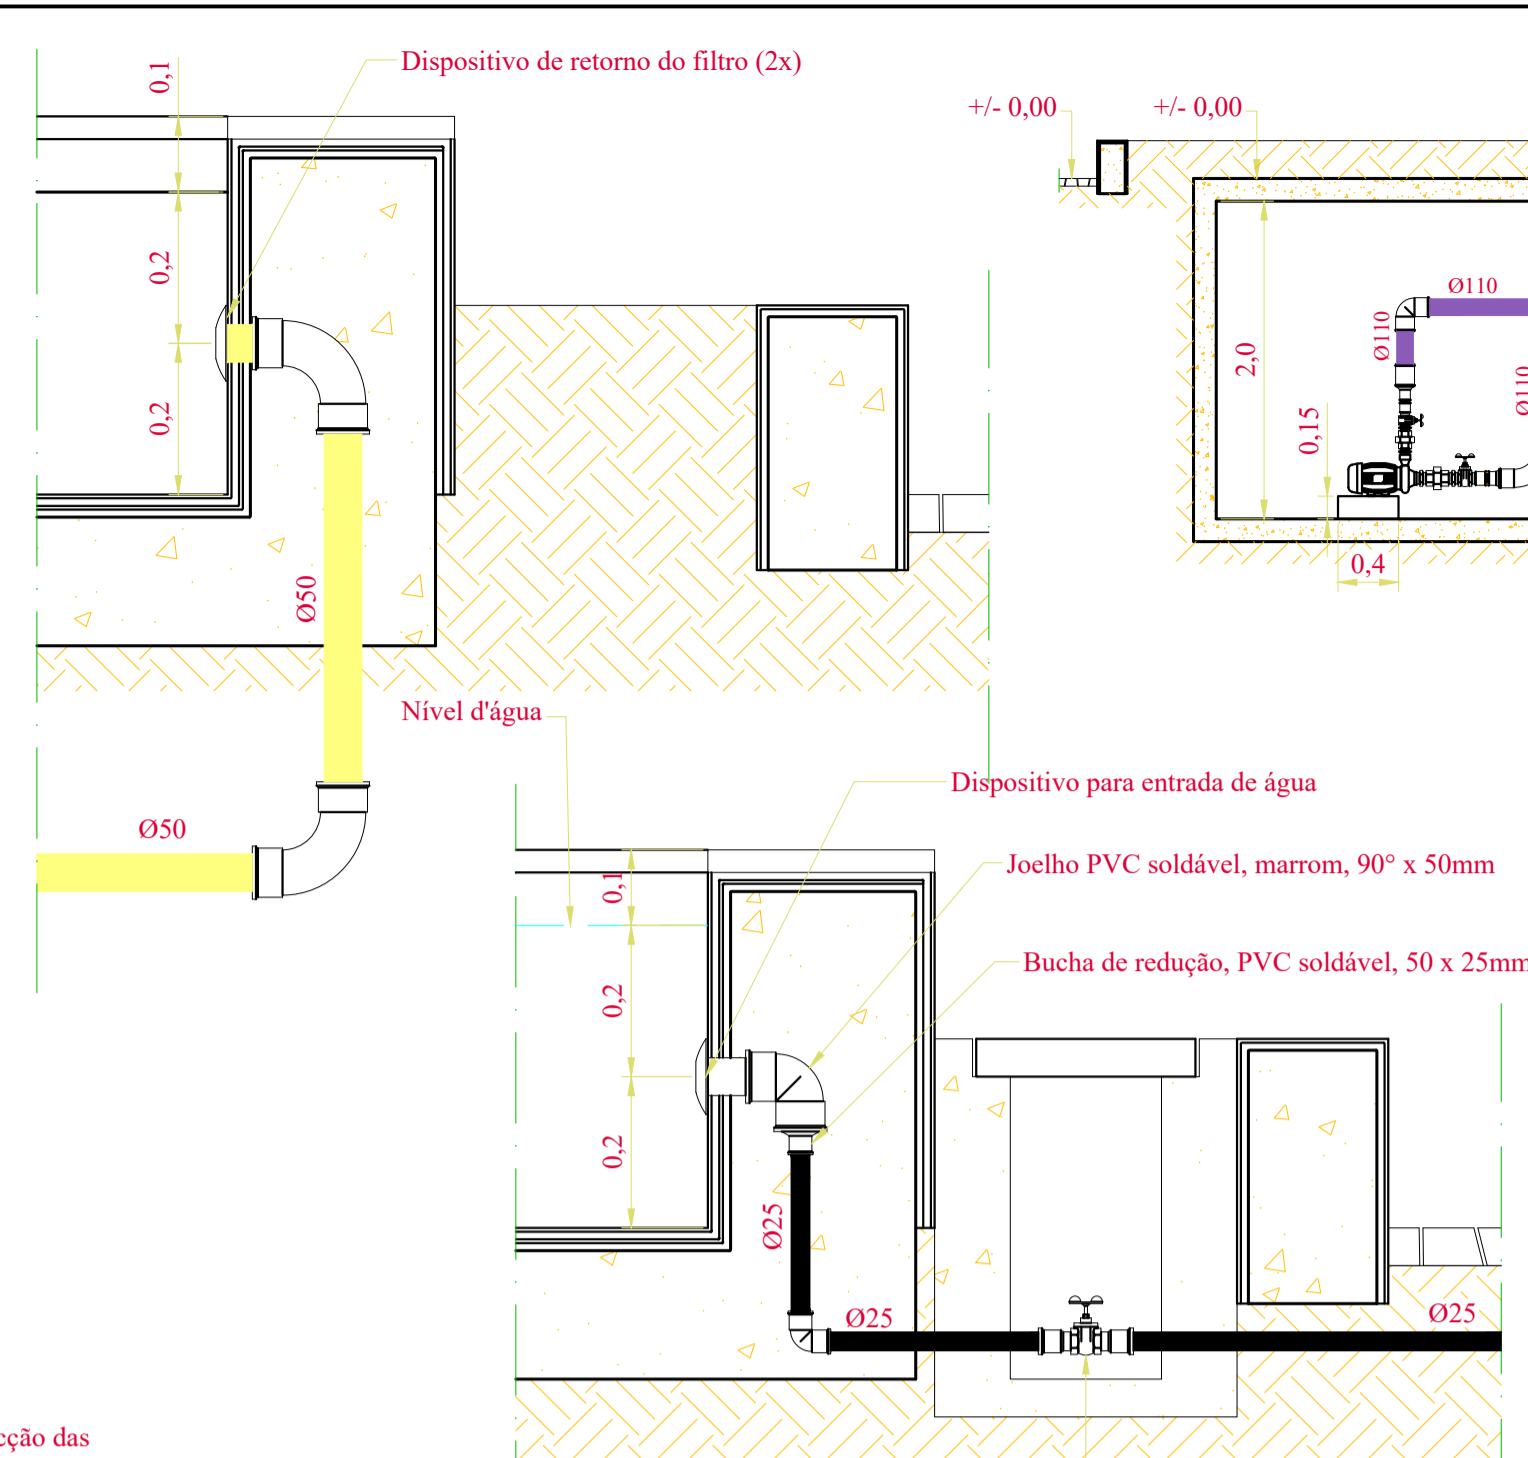 Dispositivo de retorno do filtro (2x)
0,1
0,2
0,2
Ø50
Ø50
+/- 0,00
+/- 0,00
Ø110
Ø110
Ø110
2,0
0,15
0,4
Nível d'água
Dispositivo para entrada de água
Joelho PVC soldável, marrom, 90° x 50mm
Bucha de redução, PVC soldável, 50 x 25mm
0,1
0,2
0,2
Ø25
Ø25
Ø25
cção das